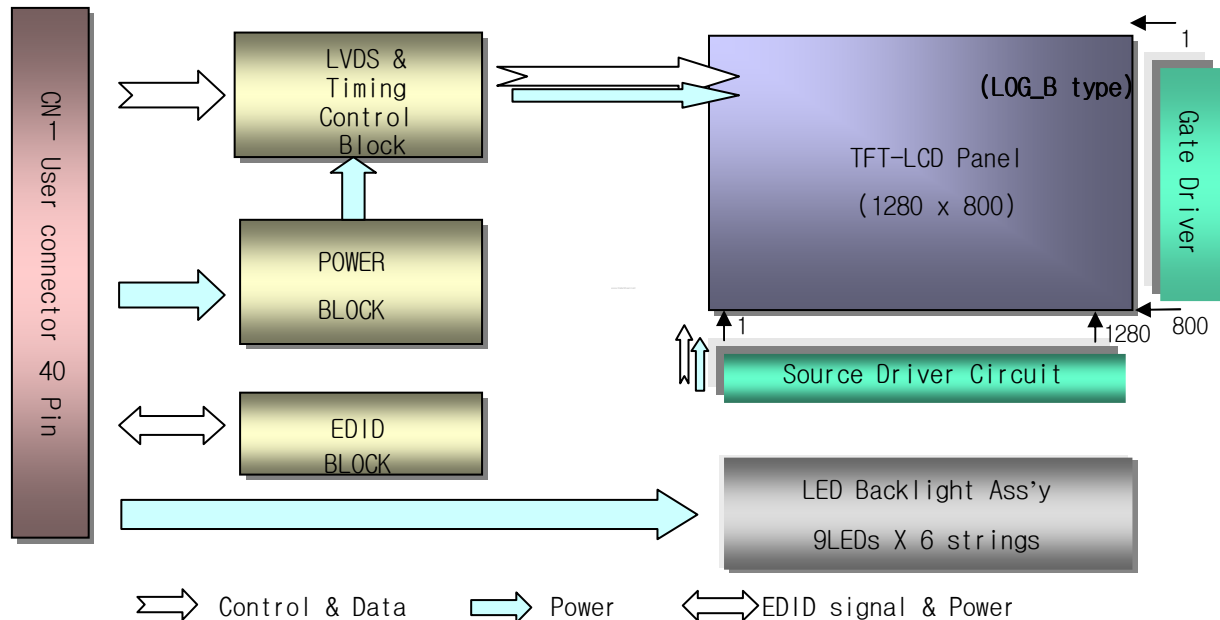 CN1- User connector 40 Pin
LVDS &
Timing
Control
Block
POWER
BLOCK
EDID
BLOCK
(LOG_B type)
TFT-LCD Panel
(1280 x 800)
1
Gate Driver
800
1
1280
Source Driver Circuit
LED Backlight Ass’y
9LEDs X 6 strings
Control & Data
Power
EDID signal & Power